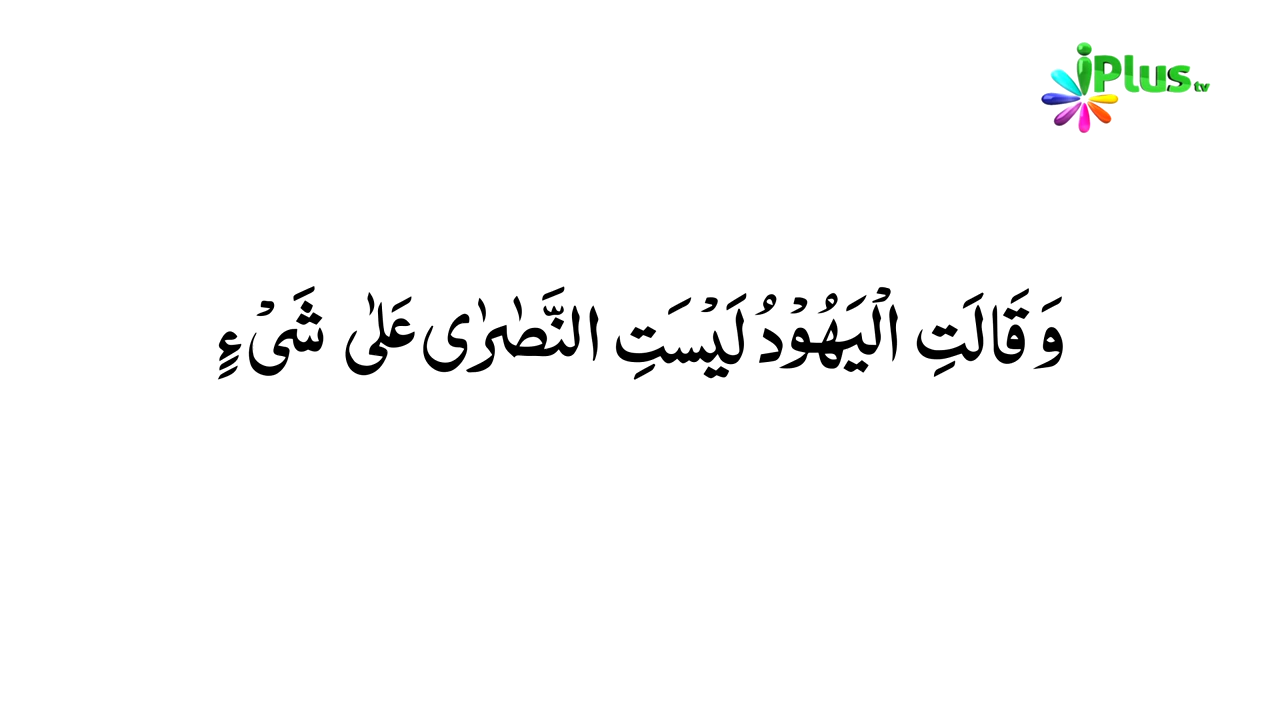 iPlus tv
وَ قَالَتِ الْیَهُوْدُ لَیْسَتِ النَّصٰرٰى عَلٰى شَیْءٍ